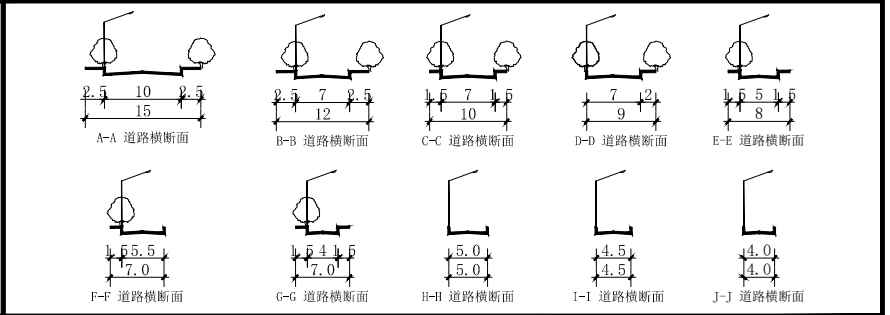 2.5 10 2.5
15
A-A 道路横断面
2.5 7 2.5
12
B-B 道路横断面
1.5 7 1.5
10
C-C 道路横断面
7 2
9
D-D 道路横断面
1.5 5 1.5
8
E-E 道路横断面
1.5 5.5
7.0
F-F 道路横断面
1.5 4 1.5
7.0
G-G 道路横断面
5.0
5.0
H-H 道路横断面
4.5
4.5
I-I 道路横断面
4.0
4.0
J-J 道路横断面